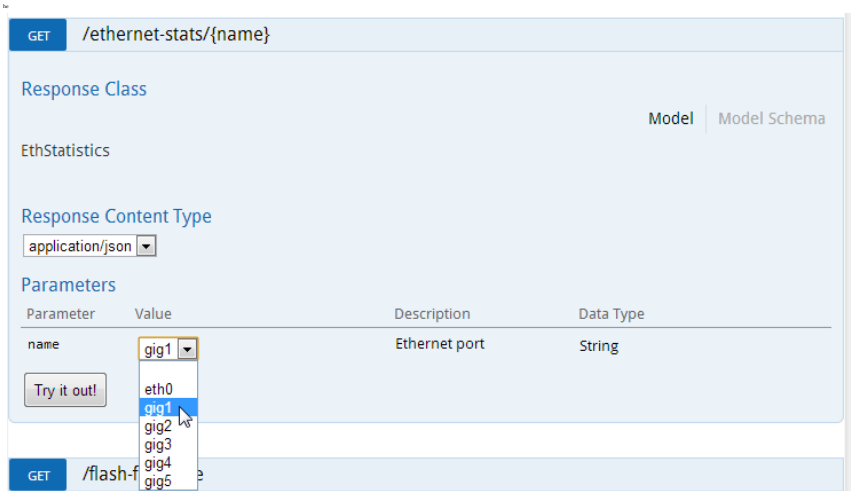 GET /ethernet-stats/{name}
Response Class
Model Model Schema
EthStatistics
Response Content Type
application/json
Parameters
Parameter Value Description Data Type
name gig1 Ethernet port String
Try it out!
eth0
gig1
gig2
gig3
gig4
gig5
GET /flash-f